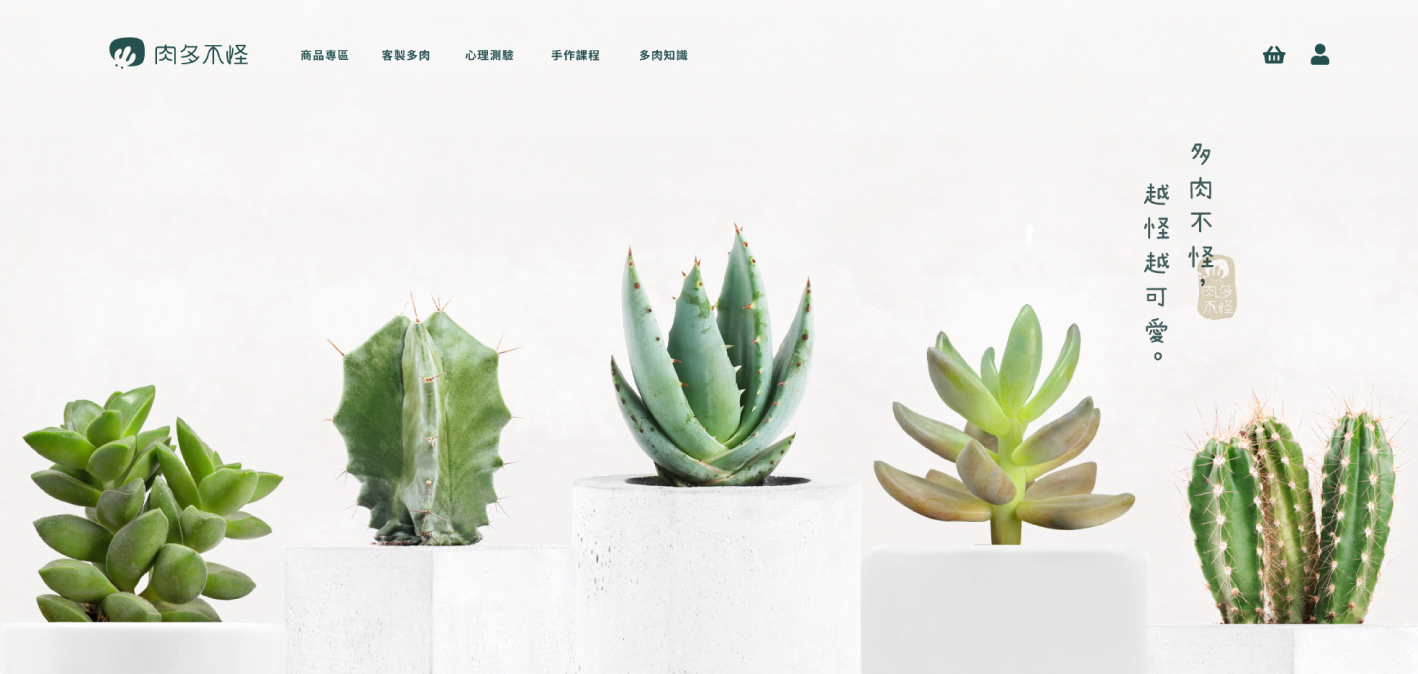 肉多不怪
商品專區
客製多肉
心理測驗
手作課程
多肉知識
多肉不怪，
越怪越可愛。
肉多
不怪